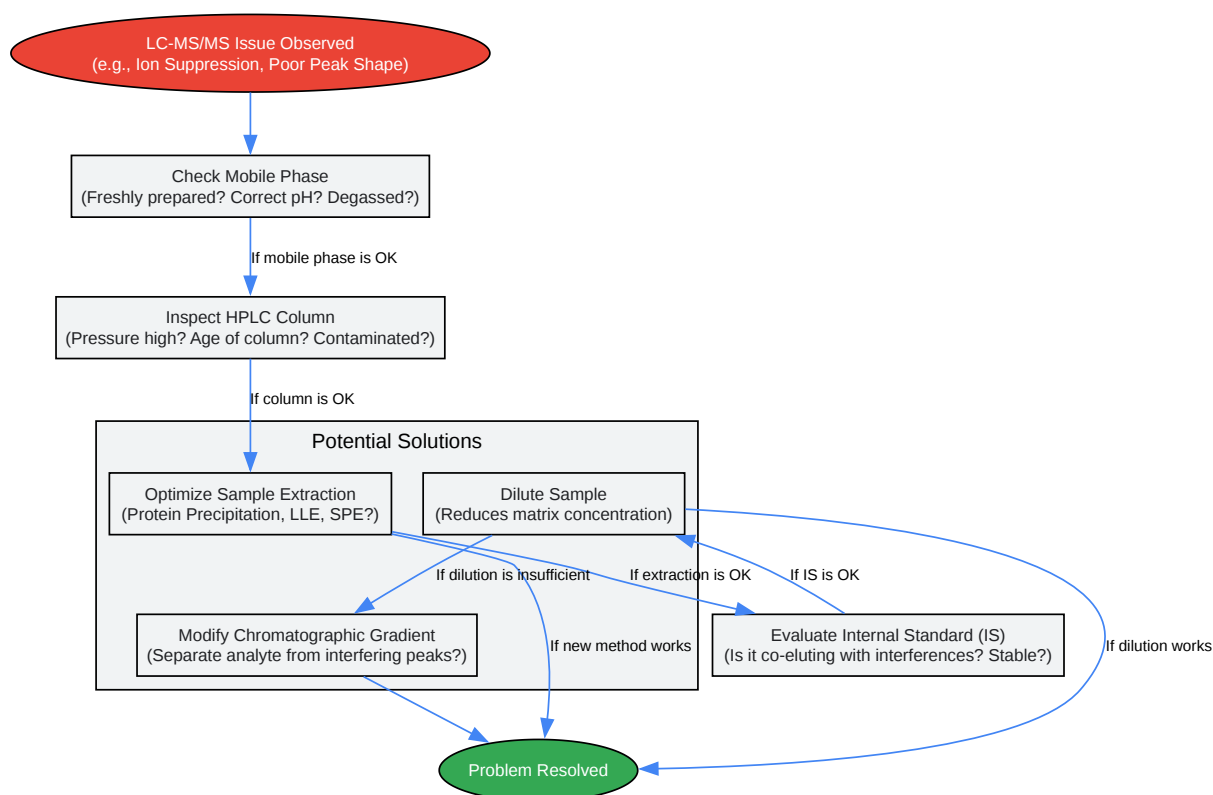 LC-MS/MS Issue Observed
(e.g., Ion Suppression, Poor Peak Shape)
Check Mobile Phase
(Freshly prepared? Correct pH? Degassed?)
If mobile phase is OK
Inspect HPLC Column
(Pressure high? Age of column? Contaminated?)
If column is OK
Potential Solutions
Optimize Sample Extraction
(Protein Precipitation, LLE, SPE?)
Dilute Sample
(Reduces matrix concentration)
If dilution is insufficient
If extraction is OK
If IS is OK
Modify Chromatographic Gradient
(Separate analyte from interfering peaks?)
If new method works
Evaluate Internal Standard (IS)
(Is it co-eluting with interferences? Stable?)
If dilution works
Problem Resolved